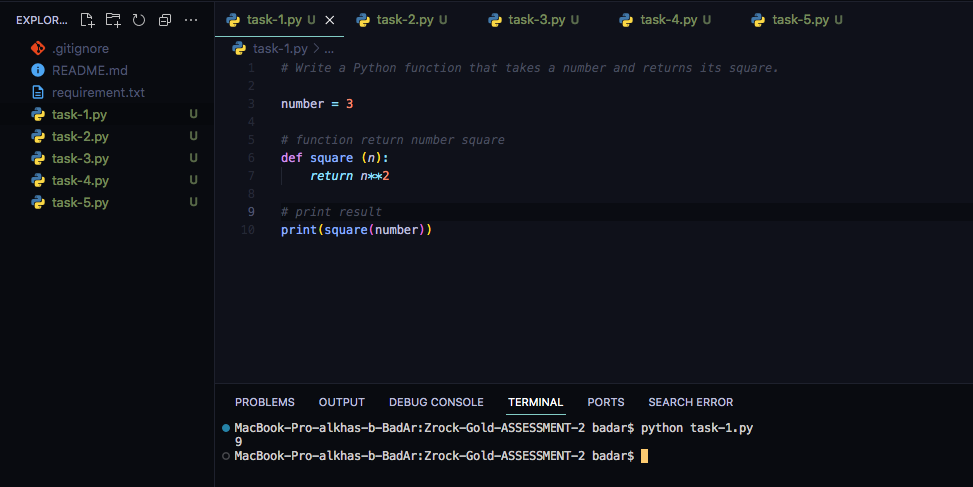 EXPLOR...
.gitignore
README.md
requirement.txt
task-1.py U
task-2.py U
task-3.py U
task-4.py U
task-5.py U
task-1.py U task-2.py U task-3.py U task-4.py U task-5.py U
task-1.py > ...
1 # Write a Python function that takes a number and returns its square.
2
3 number = 3
4
5 # function return number square
6 def square (n):
7 return n**2
8
9 # print result
10 print(square(number))
PROBLEMS OUTPUT DEBUG CONSOLE TERMINAL PORTS SEARCH ERROR
MacBook-Pro-alkhas-b-BadAr:Zrock-Gold-ASSESSMENT-2 badar$ python task-1.py
9
MacBook-Pro-alkhas-b-BadAr:Zrock-Gold-ASSESSMENT-2 badar$